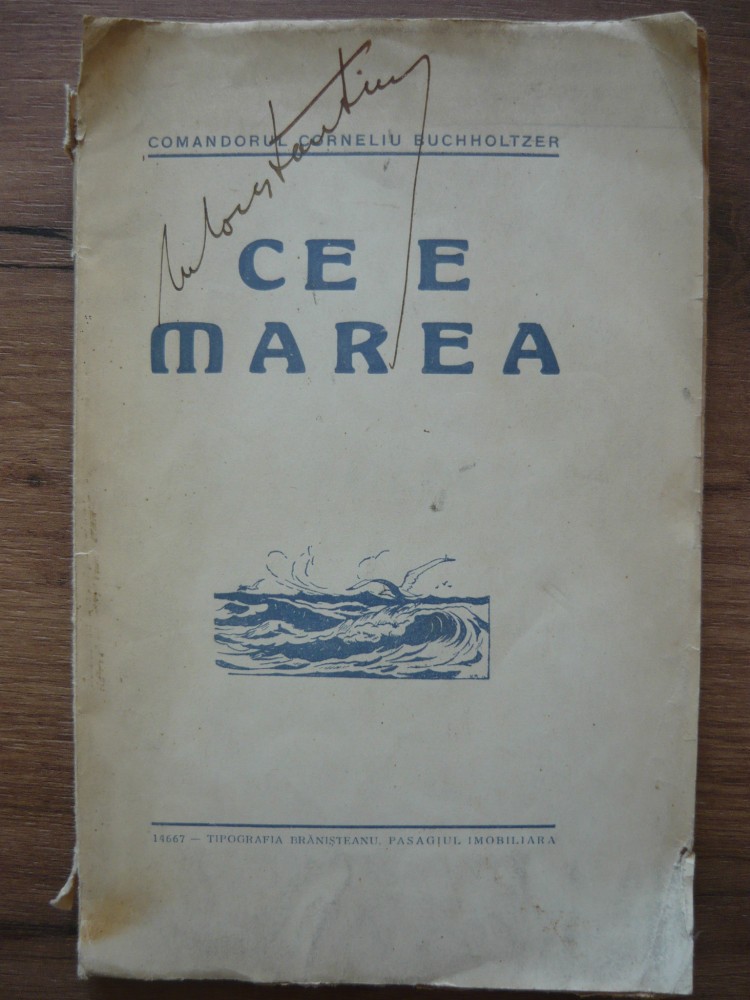 COMANDORUL CORNELIU BUCHHOLTZER
CE E
MAREA
14667 — TIPOGRAFIA BRĂNIȘTEANU, PASAGIUL IMOBILIARA